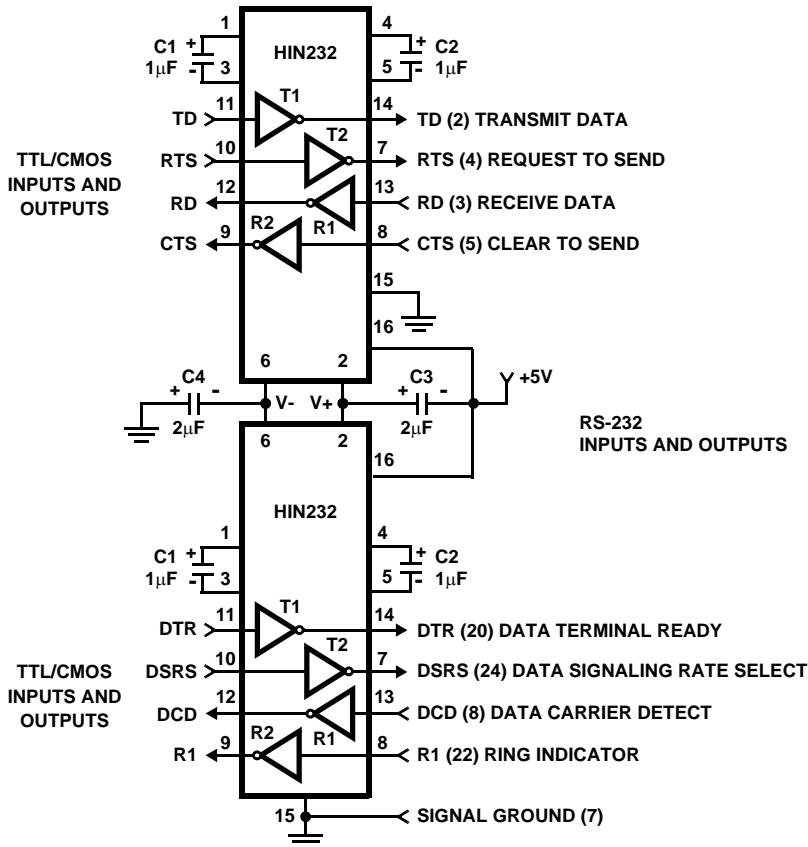 1
4
HIN232
C1 +
1μF -
3
+ C2
- 1μF
5
T1
11
14
TD
TD (2) TRANSMIT DATA
T2
10
7
RTS
RTS (4) REQUEST TO SEND
TTL/CMOS
INPUTS AND
OUTPUTS
12
13
RD
RD (3) RECEIVE DATA
R2
R1
9
8
CTS
CTS (5) CLEAR TO SEND
15
16
6
2
C4
+ -
2μF
V-
V+
C3
+ -
2μF
+5V
RS-232
INPUTS AND OUTPUTS
6
2
16
HIN232
1
4
C1 +
1μF -
3
+ C2
- 1μF
5
T1
11
14
DTR
DTR (20) DATA TERMINAL READY
T2
10
7
DSRS
DSRS (24) DATA SIGNALING RATE SELECT
TTL/CMOS
INPUTS AND
OUTPUTS
12
13
DCD
DCD (8) DATA CARRIER DETECT
R2
R1
9
8
R1
R1 (22) RING INDICATOR
15
SIGNAL GROUND (7)